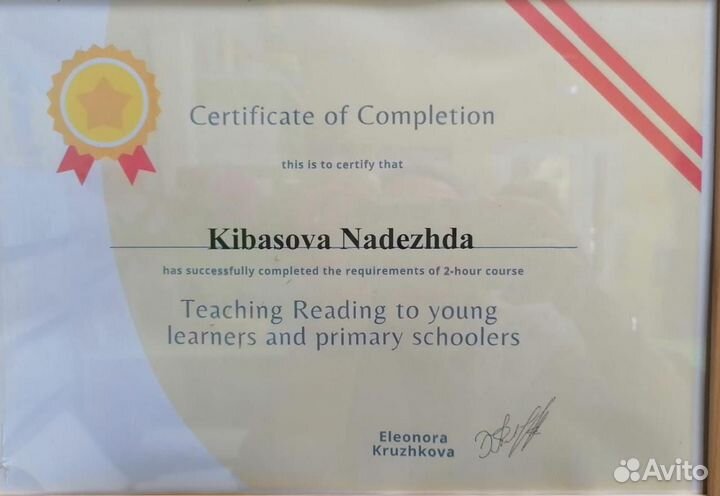 Certificate of Completion
this is to certify that
Kibasova Nadezhda
has successfully completed the requirements of 2-hour course
Teaching Reading to young
learners and primary schoolers
Eleonora
Kruzhkova
Avito